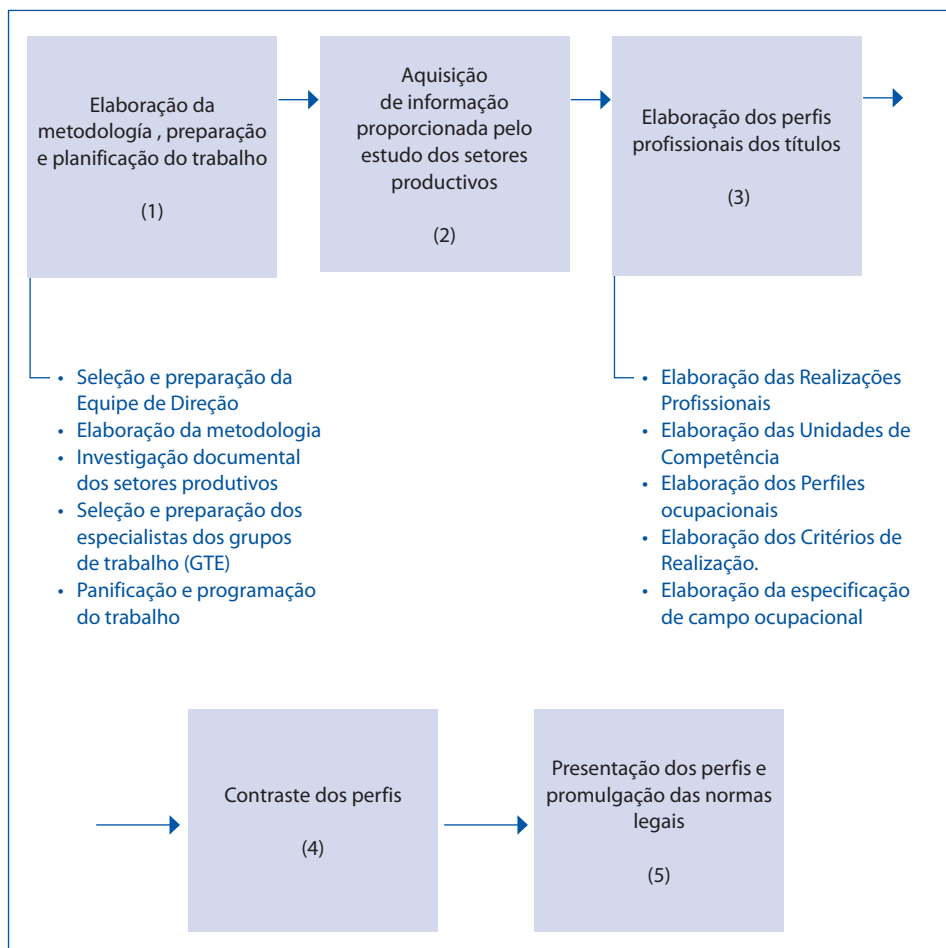 Elaboração da
metodología , preparação
e planificação do trabalho
(1)
Aquisição
de informação
proporcionada pelo
estudo dos setores
productivos
(2)
Elaboração dos perfis
profissionais dos títulos
(3)
• Seleção e preparação da
Equipe de Direção
• Elaboração da metodologia
• Investigação documental
dos setores produtivos
• Seleção e preparação dos
especialistas dos grupos
de trabalho (GTE)
• Panificação e programação
do trabalho
• Elaboração das Realizações
Profissionais
• Elaboração das Unidades de
Competência
• Elaboração dos Perfiles
ocupacionais
• Elaboração dos Critérios de
Realização.
• Elaboração da especificação
de campo ocupacional
Contraste dos perfis
(4)
Presentação dos perfis e
promulgação das normas
legais
(5)